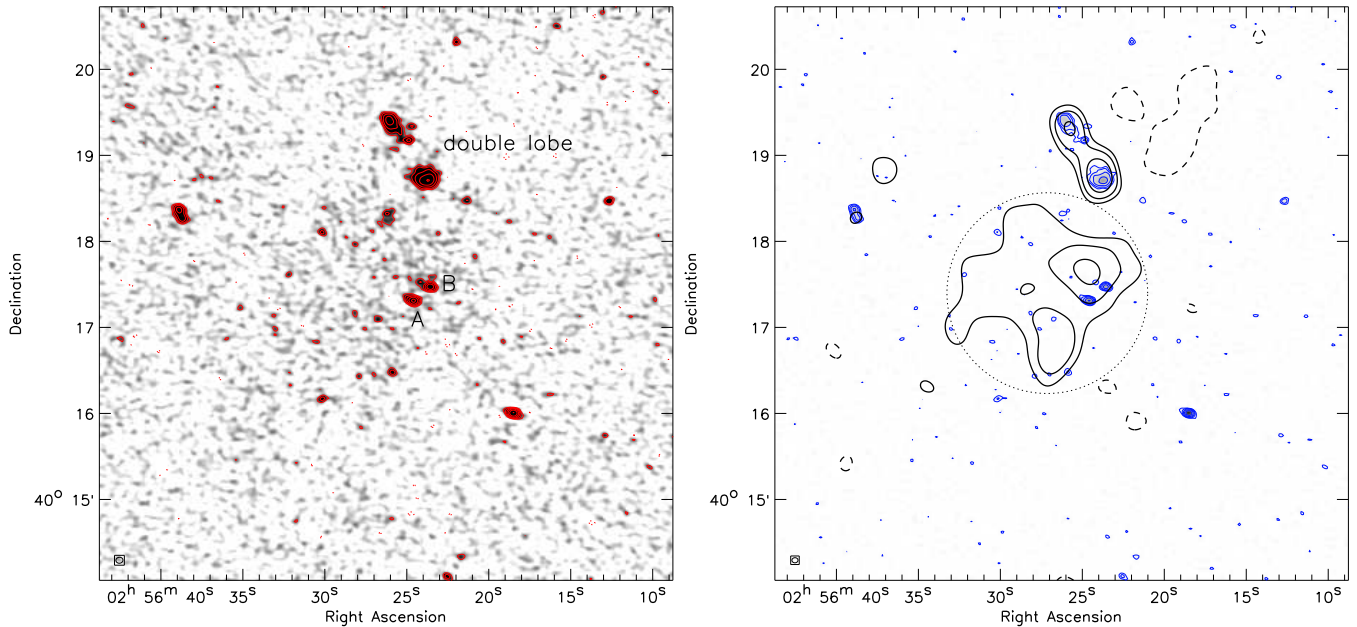 20
19
18
17
16
40° 15'
Declination
double lobe
B
A
02ʰ 56ᵐ 40ˢ 35ˢ 30ˢ 25ˢ 20ˢ 15ˢ 10ˢ
Right Ascension
20
19
18
17
16
40° 15'
Declination
02ʰ 56ᵐ 40ˢ 35ˢ 30ˢ 25ˢ 20ˢ 15ˢ 10ˢ
Right Ascension